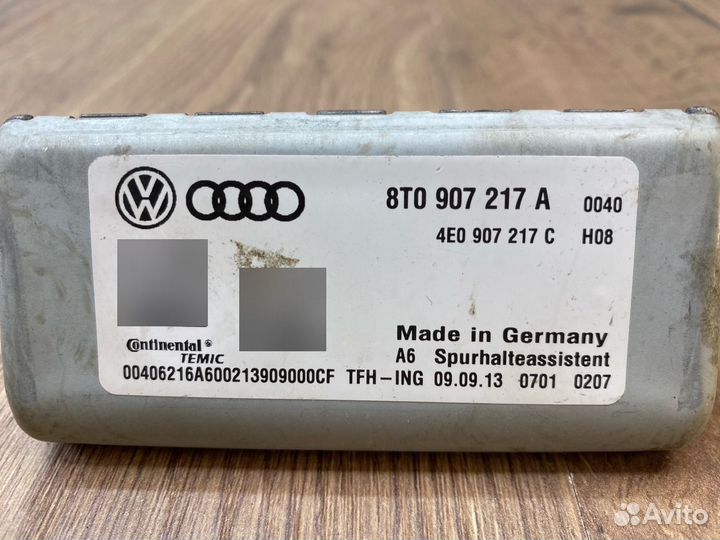 8T0 907 217 A 0040
4E0 907 217 C H08
Continental
TEMIC
Made in Germany
A6 Spurhalteassistent
00406216A600213909000CF TFH-ING 09.09.13 0701 0207
Avito